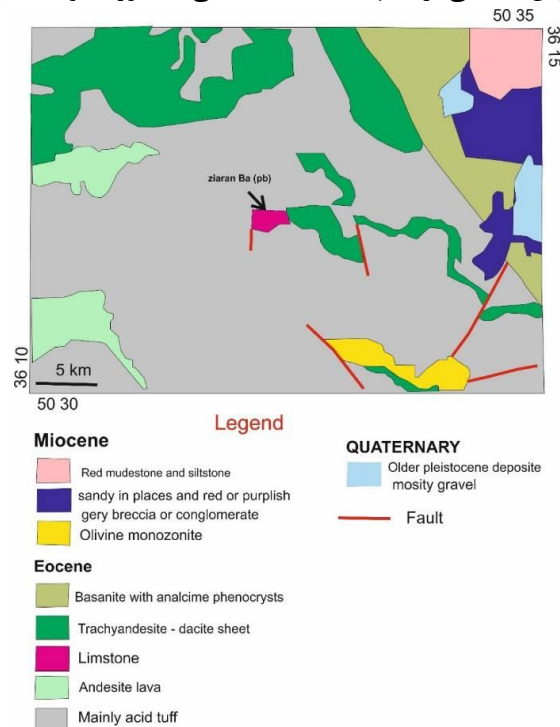 50 35
36 15
ziaran Ba (pb)
5 km
36 10
50 30
Legend
Miocene
Red mudestone and siltstone
sandy in places and red or purplish
gery breccia or conglomerate
Olivine monozonite
QUATERNARY
Older pleistocene deposite
mosity gravel
Fault
Eocene
Basanite with analcime phenocrysts
Trachyandesite - dacite sheet
Limstone
Andesite lava
Mainly acid tuff